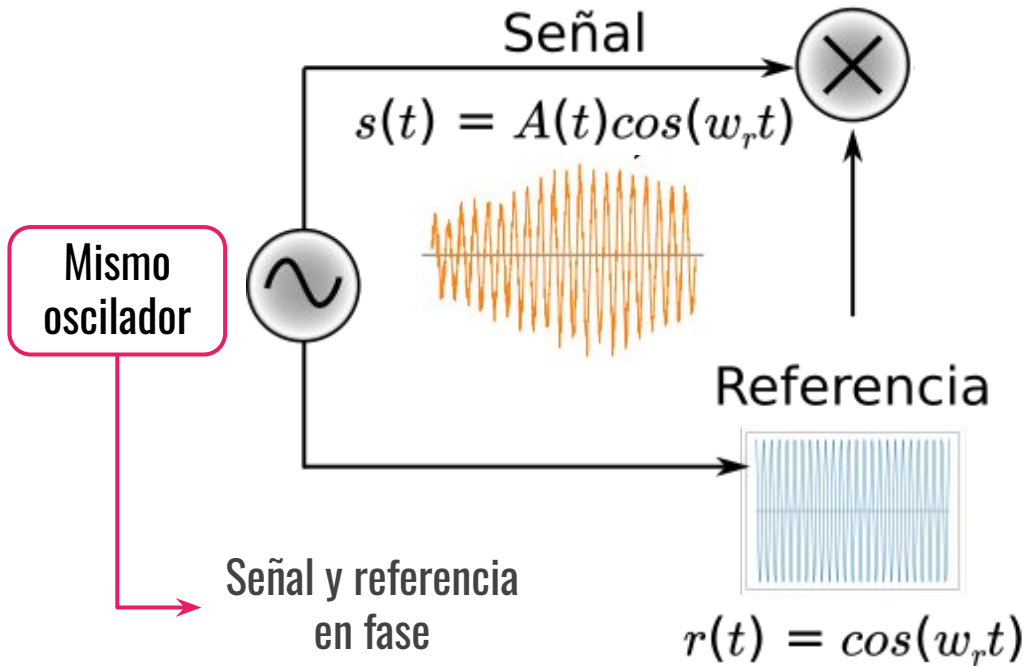 Señal
s(t) = A(t)cos(w_r t)
Mismo
oscilador
Referencia
Señal y referencia
en fase
r(t) = cos(w_r t)